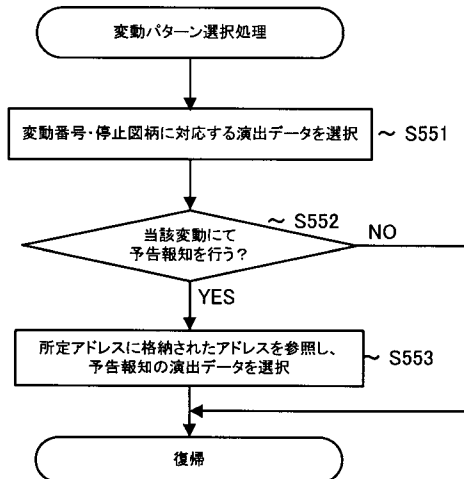 変動パターン選択処理
変動番号・停止図柄に対応する演出データを選択
～ S551
～ S552
当該変動にて
予告報知を行う？
NO
YES
所定アドレスに格納されたアドレスを参照し、
予告報知の演出データを選択
～ S553
復帰